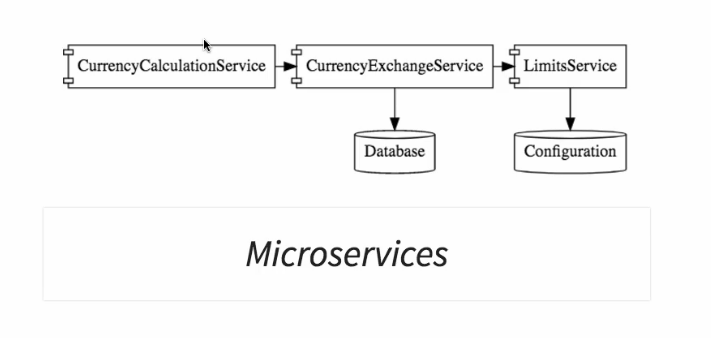 CurrencyCalculationService CurrencyExchangeService LimitsService
Database Configuration
Microservices